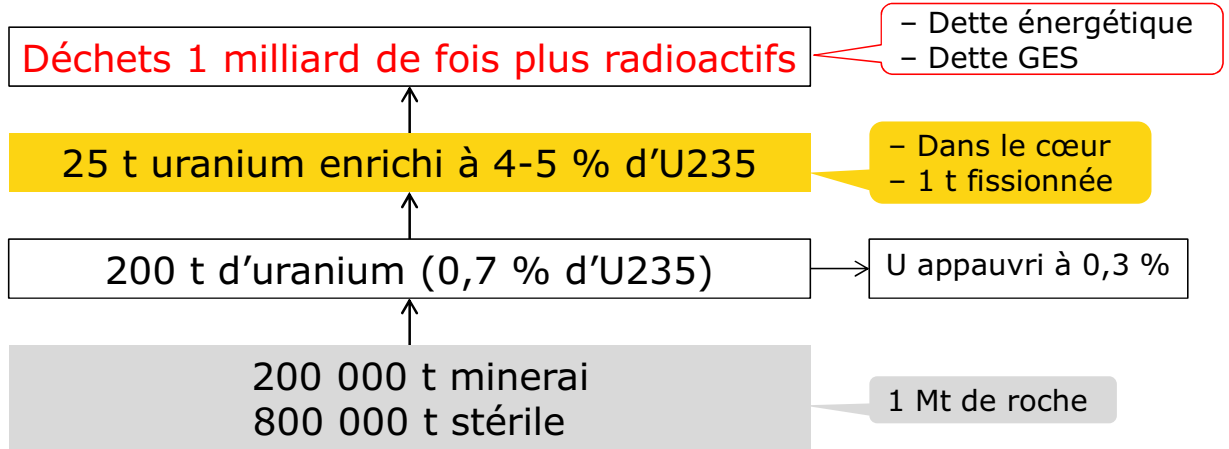 – Dette énergétique
– Dette GES
Déchets 1 milliard de fois plus radioactifs
25 t uranium enrichi à 4-5 % d’U235
– Dans le cœur
– 1 t fissionnée
200 t d’uranium (0,7 % d’U235)
U appauvri à 0,3 %
200 000 t minerai
800 000 t stérile
1 Mt de roche